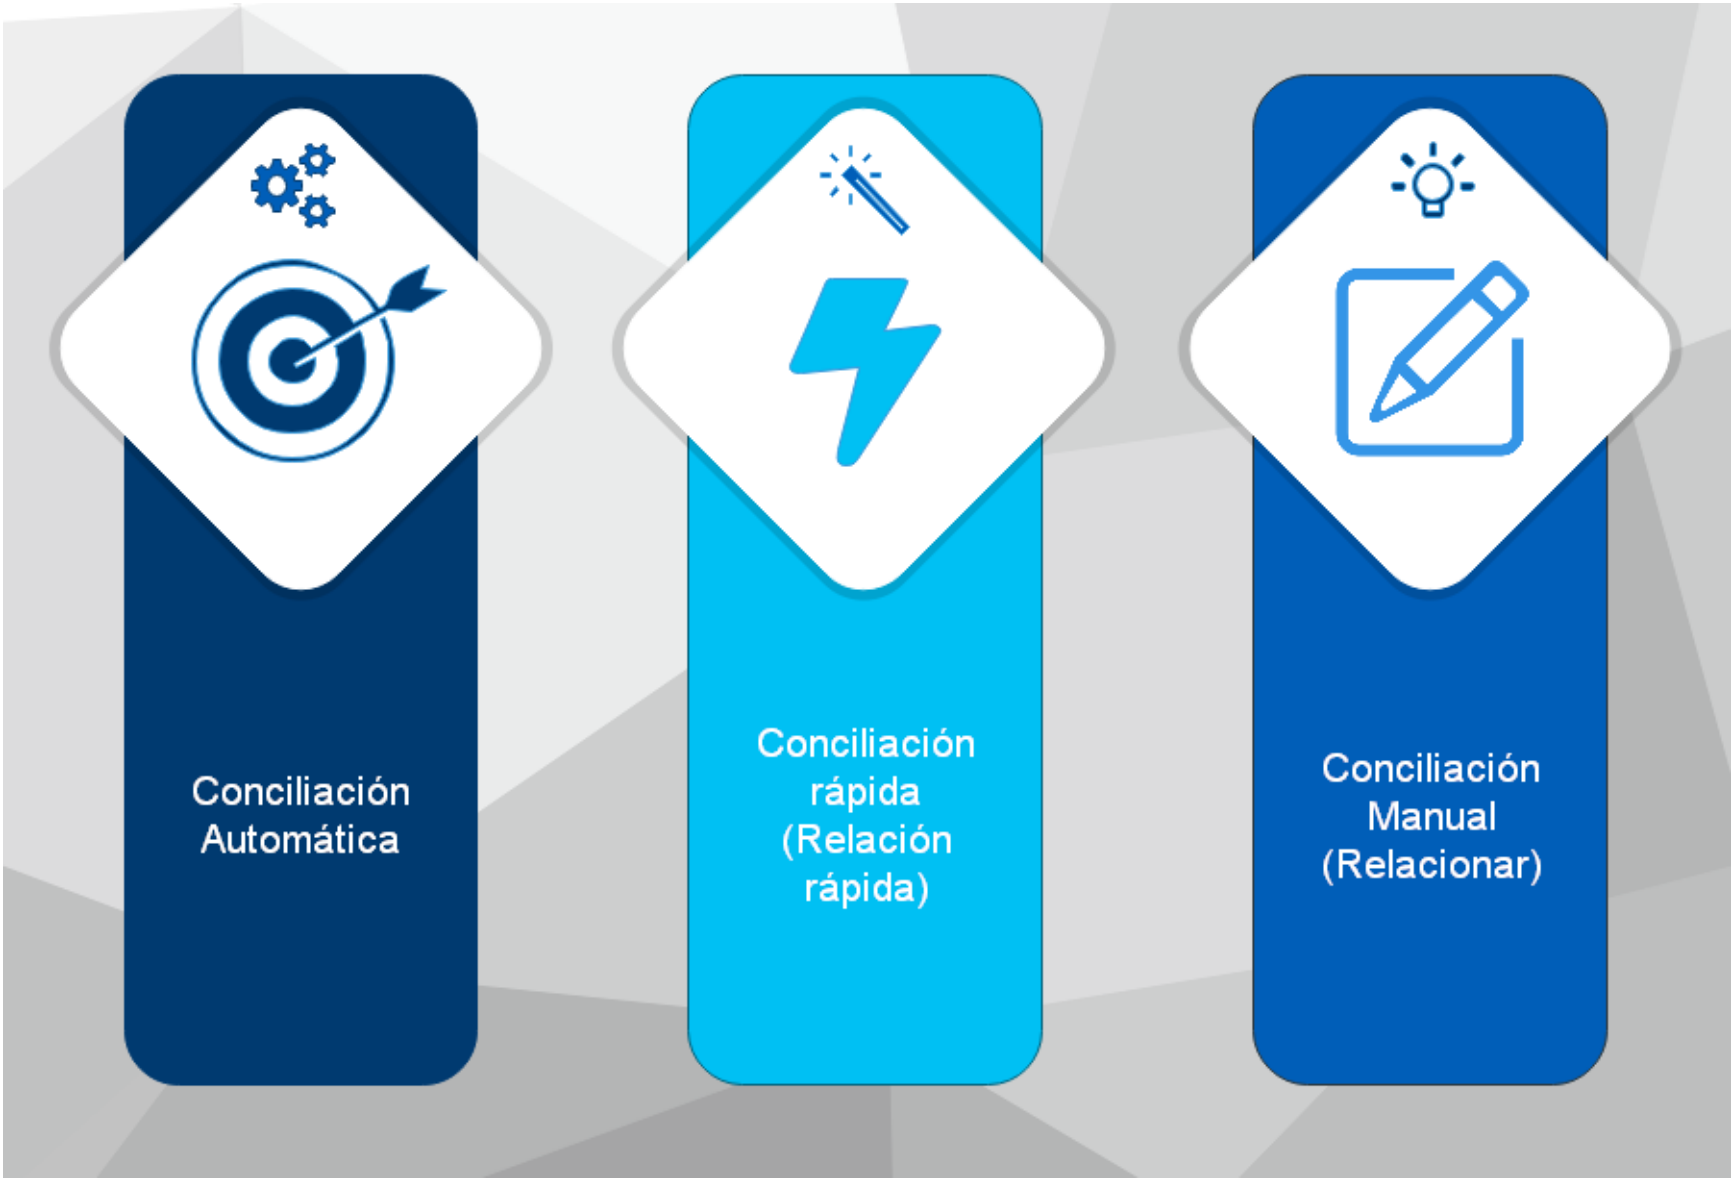 Conciliación
Automática
Conciliación
rápida
(Relación
rápida)
Conciliación
Manual
(Relacionar)